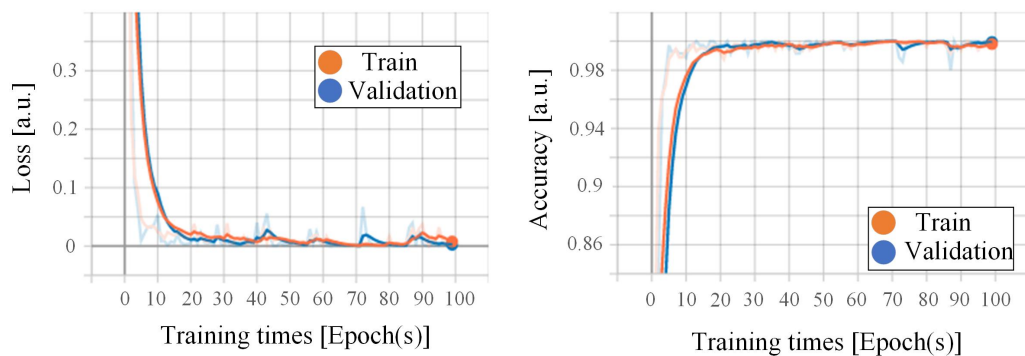 0.3
0.2
0.1
0
Loss [a.u.]
Train
Validation
0 10 20 30 40 50 60 70 80 90 100
Training times [Epoch(s)]
0.98
0.94
0.9
0.86
Accuracy [a.u.]
Train
Validation
0 10 20 30 40 50 60 70 80 90 100
Training times [Epoch(s)]